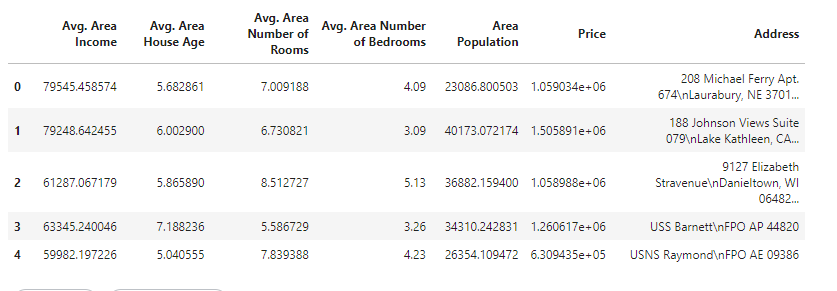 Avg. Area Income Avg. Area House Age Avg. Area Number of Rooms Avg. Area Number of Bedrooms Area Population Price Address
0 79545.458574 5.682861 7.009188 4.09 23086.800503 1.059034e+06 208 Michael Ferry Apt. 674\nLaurabury, NE 3701...
1 79248.642455 6.002900 6.730821 3.09 40173.072174 1.505891e+06 188 Johnson Views Suite 079\nLake Kathleen, CA...
2 61287.067179 5.865890 8.512727 5.13 36882.159400 1.058988e+06 9127 Elizabeth Stravenue\nDanieltown, WI 06482...
3 63345.240046 7.188236 5.586729 3.26 34310.242831 1.260617e+06 USS Barnett\nFPO AP 44820
4 59982.197226 5.040555 7.839388 4.23 26354.109472 6.309435e+05 USNS Raymond\nFPO AE 09386